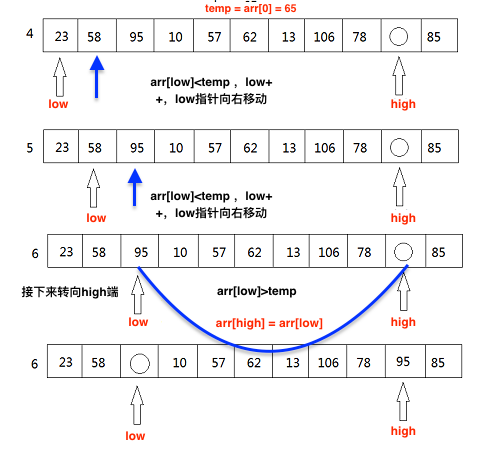 temp = arr[0] = 65
4 23 58 95 10 57 62 13 106 78 85
arr[low]<temp ，low+
+，low指针向右移动
low
high
5 23 58 95 10 57 62 13 106 78 85
arr[low]<temp ，low+
+，low指针向右移动
low
high
6 23 58 95 10 57 62 13 106 78 85
接下来转向high端
arr[low]>temp
low
arr[high] = arr[low]
high
6 23 58 10 57 62 13 106 78 95 85
low
high